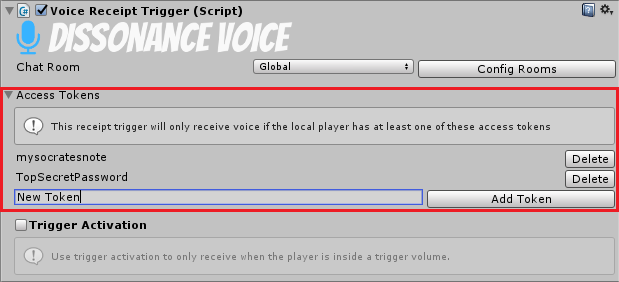 Voice Receipt Trigger (Script)
DISSONANCE VOICE
Chat Room Global Config Rooms
Access Tokens
This receipt trigger will only receive voice if the local player has at least one of these access tokens
mysocratesnote Delete
TopSecretPassword Delete
New Token Add Token
Trigger Activation
Use trigger activation to only receive when the player is inside a trigger volume.